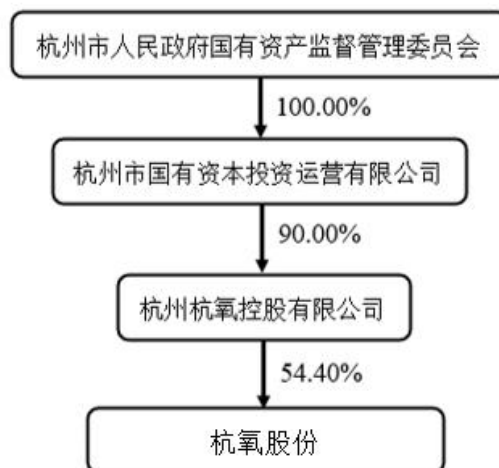 杭州市人民政府国有资产监督管理委员会
100.00%
杭州市国有资本投资运营有限公司
90.00%
杭州杭氧控股有限公司
54.40%
杭氧股份